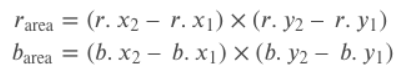 r_area = (r. x₂ − r. x₁) × (r. y₂ − r. y₁)
b_area = (b. x₂ − b. x₁) × (b. y₂ − b. y₁)